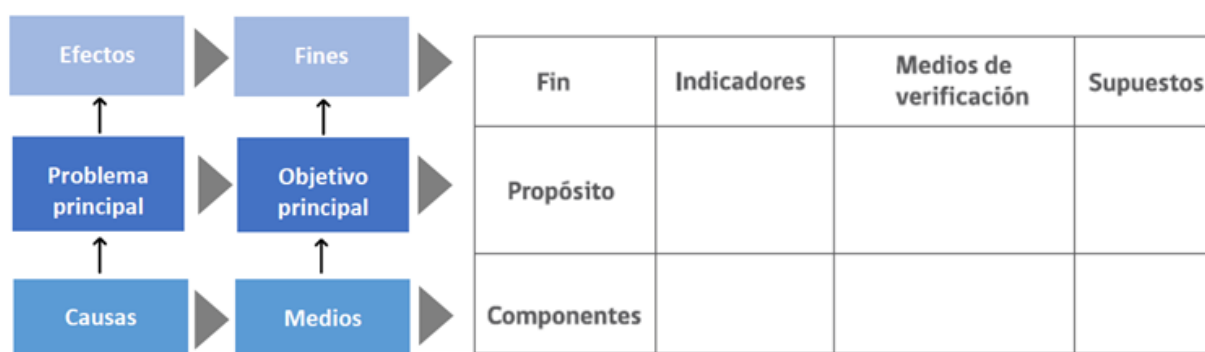 Efectos
Fines
Fin
Indicadores
Medios de
verificación
Supuestos
Problema
principal
Objetivo
principal
Propósito
Causas
Medios
Componentes